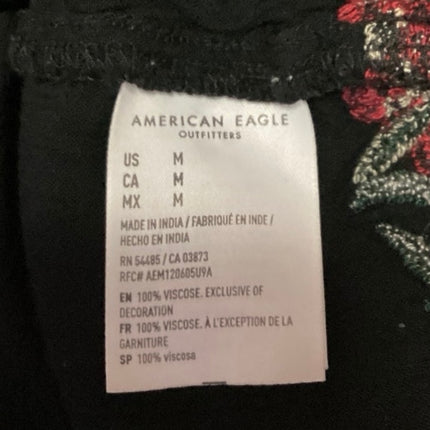 AMERICAN EAGLE
OUTFITTERS
US M
CA M
MX M
MADE IN INDIA / FABRIQUÉ EN INDE /
HECHO EN INDIA
RN 54485 / CA 03873
RFC# AEM120605U9A
EN 100% VISCOSE. EXCLUSIVE OF
DECORATION
FR 100% VISCOSE. À L'EXCEPTION DE LA
GARNITURE
SP 100% viscosa